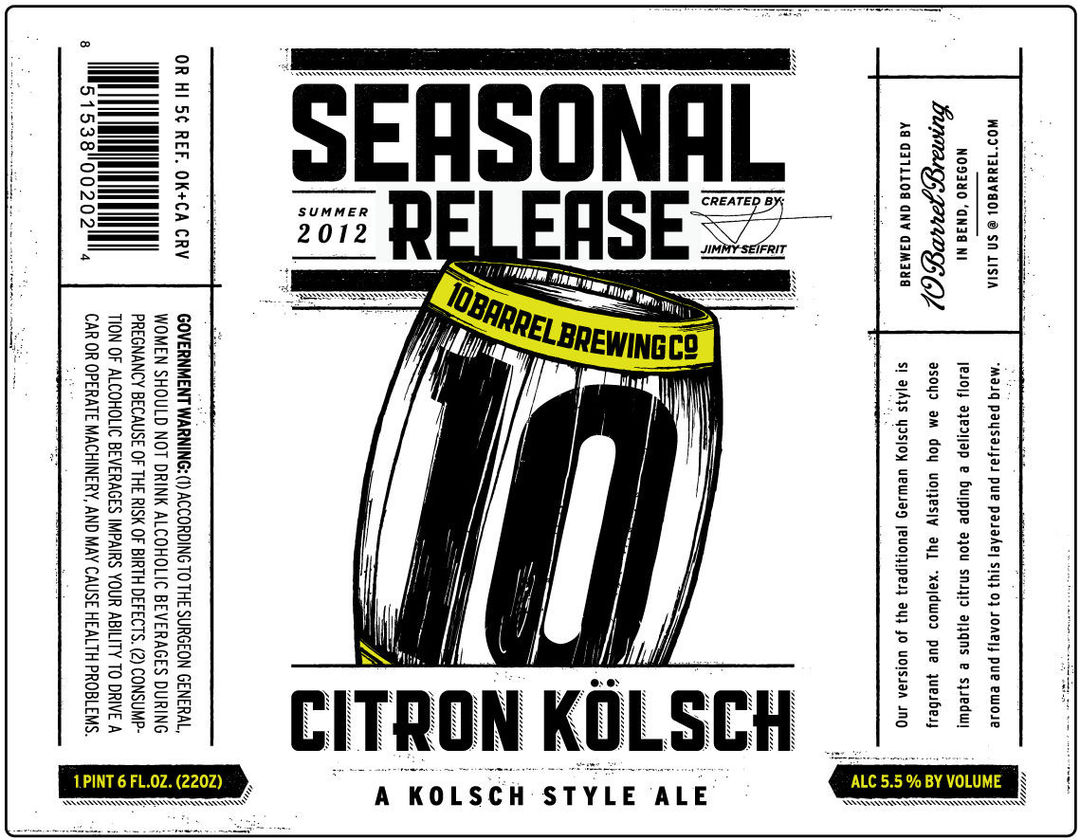 8 51538 00202 4
OR HI 5¢ REF. OK+CA CRV
GOVERNMENT WARNING: (1) ACCORDING TO THE SURGEON GENERAL,
WOMEN SHOULD NOT DRINK ALCOHOLIC BEVERAGES DURING
PREGNANCY BECAUSE OF THE RISK OF BIRTH DEFECTS. (2) CONSUMP-
TION OF ALCOHOLIC BEVERAGES IMPAIRS YOUR ABILITY TO DRIVE A
CAR OR OPERATE MACHINERY, AND MAY CAUSE HEALTH PROBLEMS.
1 PINT 6 FL.OZ. (22OZ)
SEASONAL
SUMMER
2012
RELEASE
CREATED BY:
JIMMY SEIFRIT
10 BARREL BREWING CO
10
CITRON KÖLSCH
A KOLSCH STYLE ALE
BREWED AND BOTTLED BY
10 Barrel Brewing
IN BEND, OREGON
VISIT US @ 10BARREL.COM
Our version of the traditional German Kolsch style is
fragrant and complex. The Alsation hop we chose
imparts a subtle citrus note adding a delicate floral
aroma and flavor to this layered and refreshed brew.
ALC 5.5 % BY VOLUME